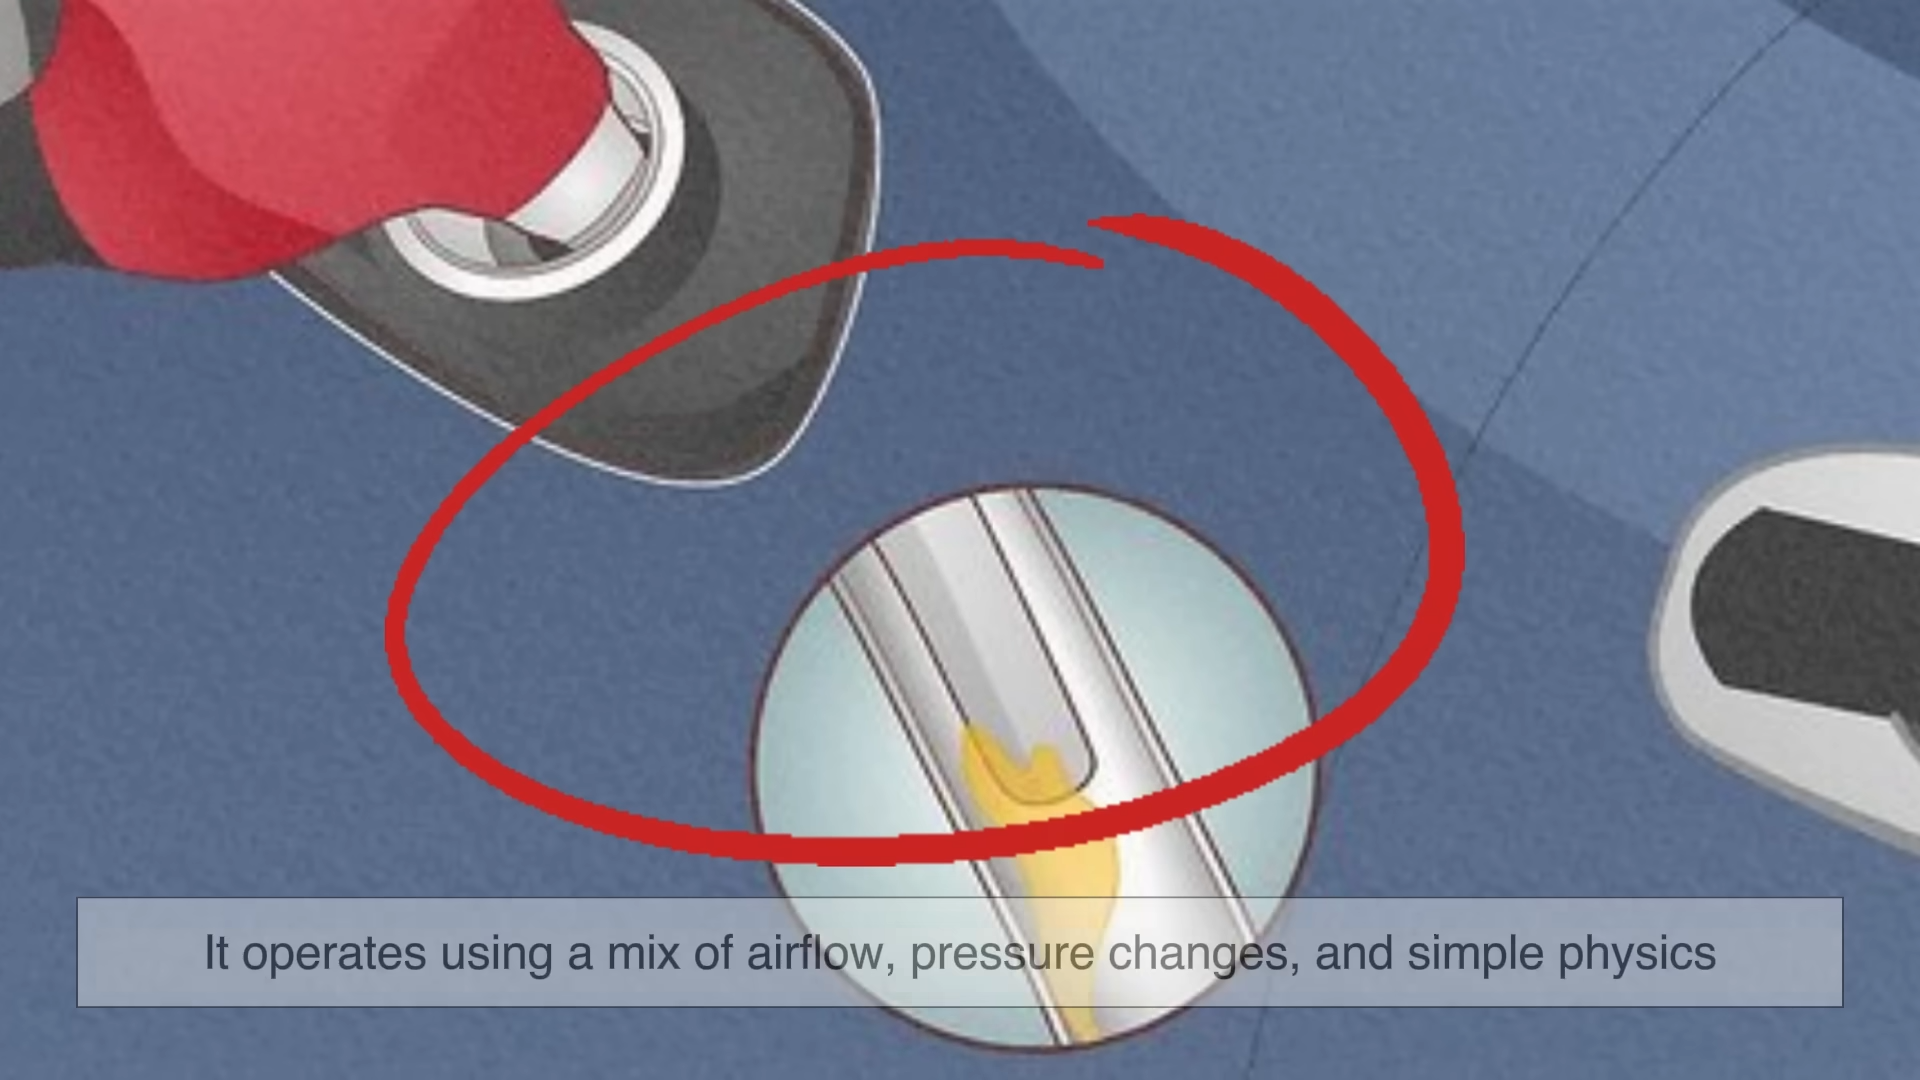 It operates using a mix of airflow, pressure changes, and simple physics